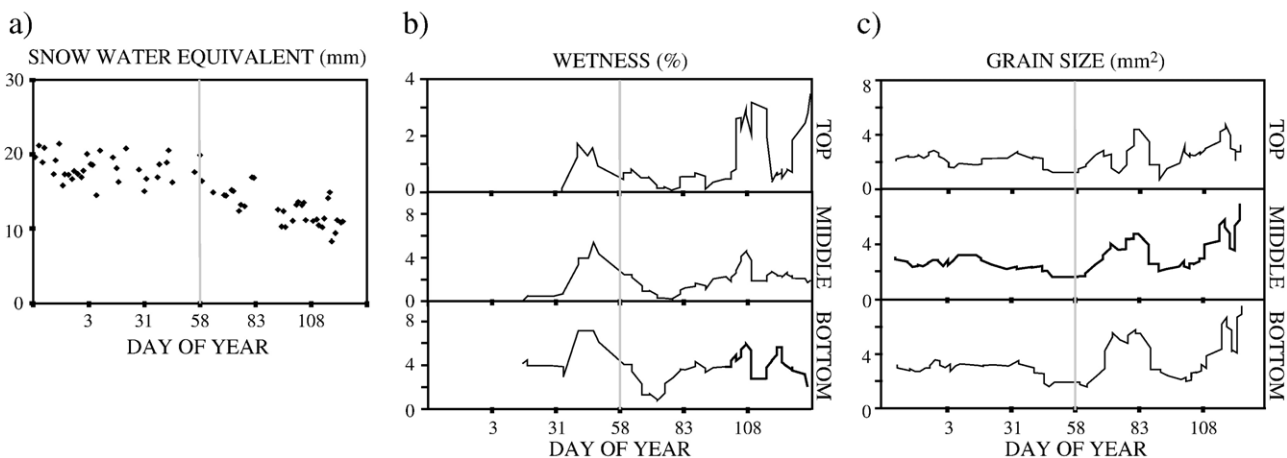 a)
SNOW WATER EQUIVALENT (mm)
30
20
10
0
3 31 58 83 108
DAY OF YEAR
b)
WETNESS (%)
4
2
0
TOP
8
4
0
MIDDLE
8
4
0
BOTTOM
3 31 58 83 108
DAY OF YEAR
c)
GRAIN SIZE (mm²)
8
4
0
TOP
4
0
MIDDLE
4
0
BOTTOM
3 31 58 83 108
DAY OF YEAR